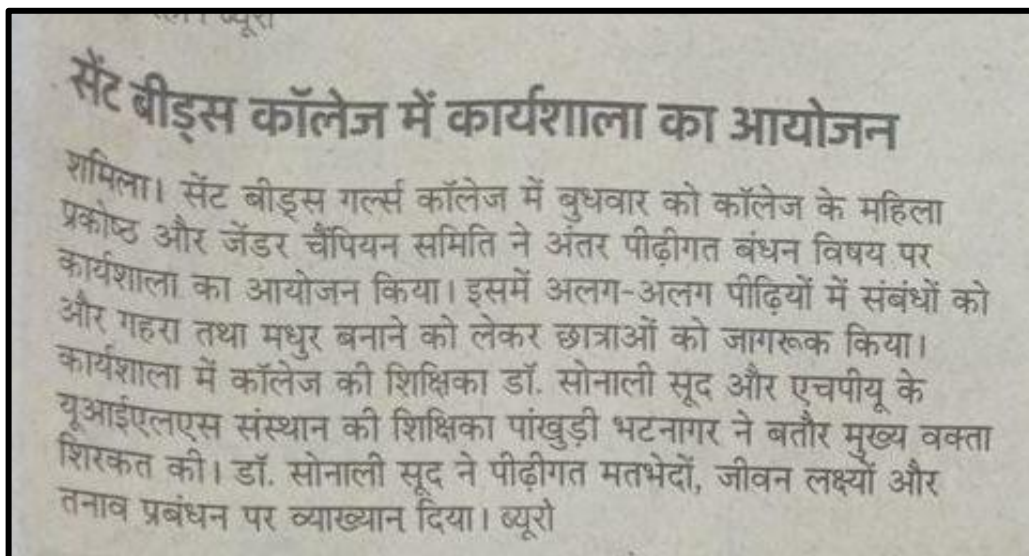 ब्यूरो
सेंट बीड्स कॉलेज में कार्यशाला का आयोजन
शमिला। सेंट बीड्स गर्ल्स कॉलेज में बुधवार को कॉलेज के महिला
प्रकोष्ठ और जेंडर चैंपियन समिति ने अंतर पीढ़ीगत बंधन विषय पर
कार्यशाला का आयोजन किया। इसमें अलग-अलग पीढ़ियों में संबंधों को
और गहरा तथा मधुर बनाने को लेकर छात्राओं को जागरूक किया।
कार्यशाला में कॉलेज की शिक्षिका डॉ. सोनाली सूद और एचपीयू के
यूआईएलएस संस्थान की शिक्षिका पांखुड़ी भटनागर ने बतौर मुख्य वक्ता
शिरकत की। डॉ. सोनाली सूद ने पीढ़ीगत मतभेदों, जीवन लक्ष्यों और
तनाव प्रबंधन पर व्याख्यान दिया। ब्यूरो